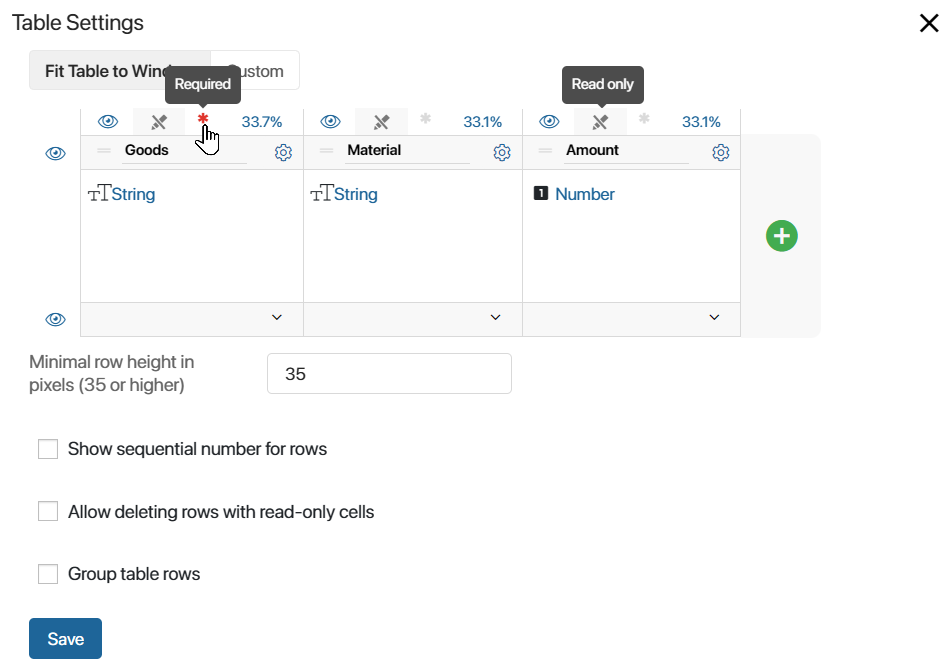 Table Settings
Fit Table to Wind
ustom
Required
Read only
33.7%
33.1%
33.1%
Goods
Material
Amount
String
String
1 Number
Minimal row height in
pixels (35 or higher)
35
Show sequential number for rows
Allow deleting rows with read-only cells
Group table rows
Save